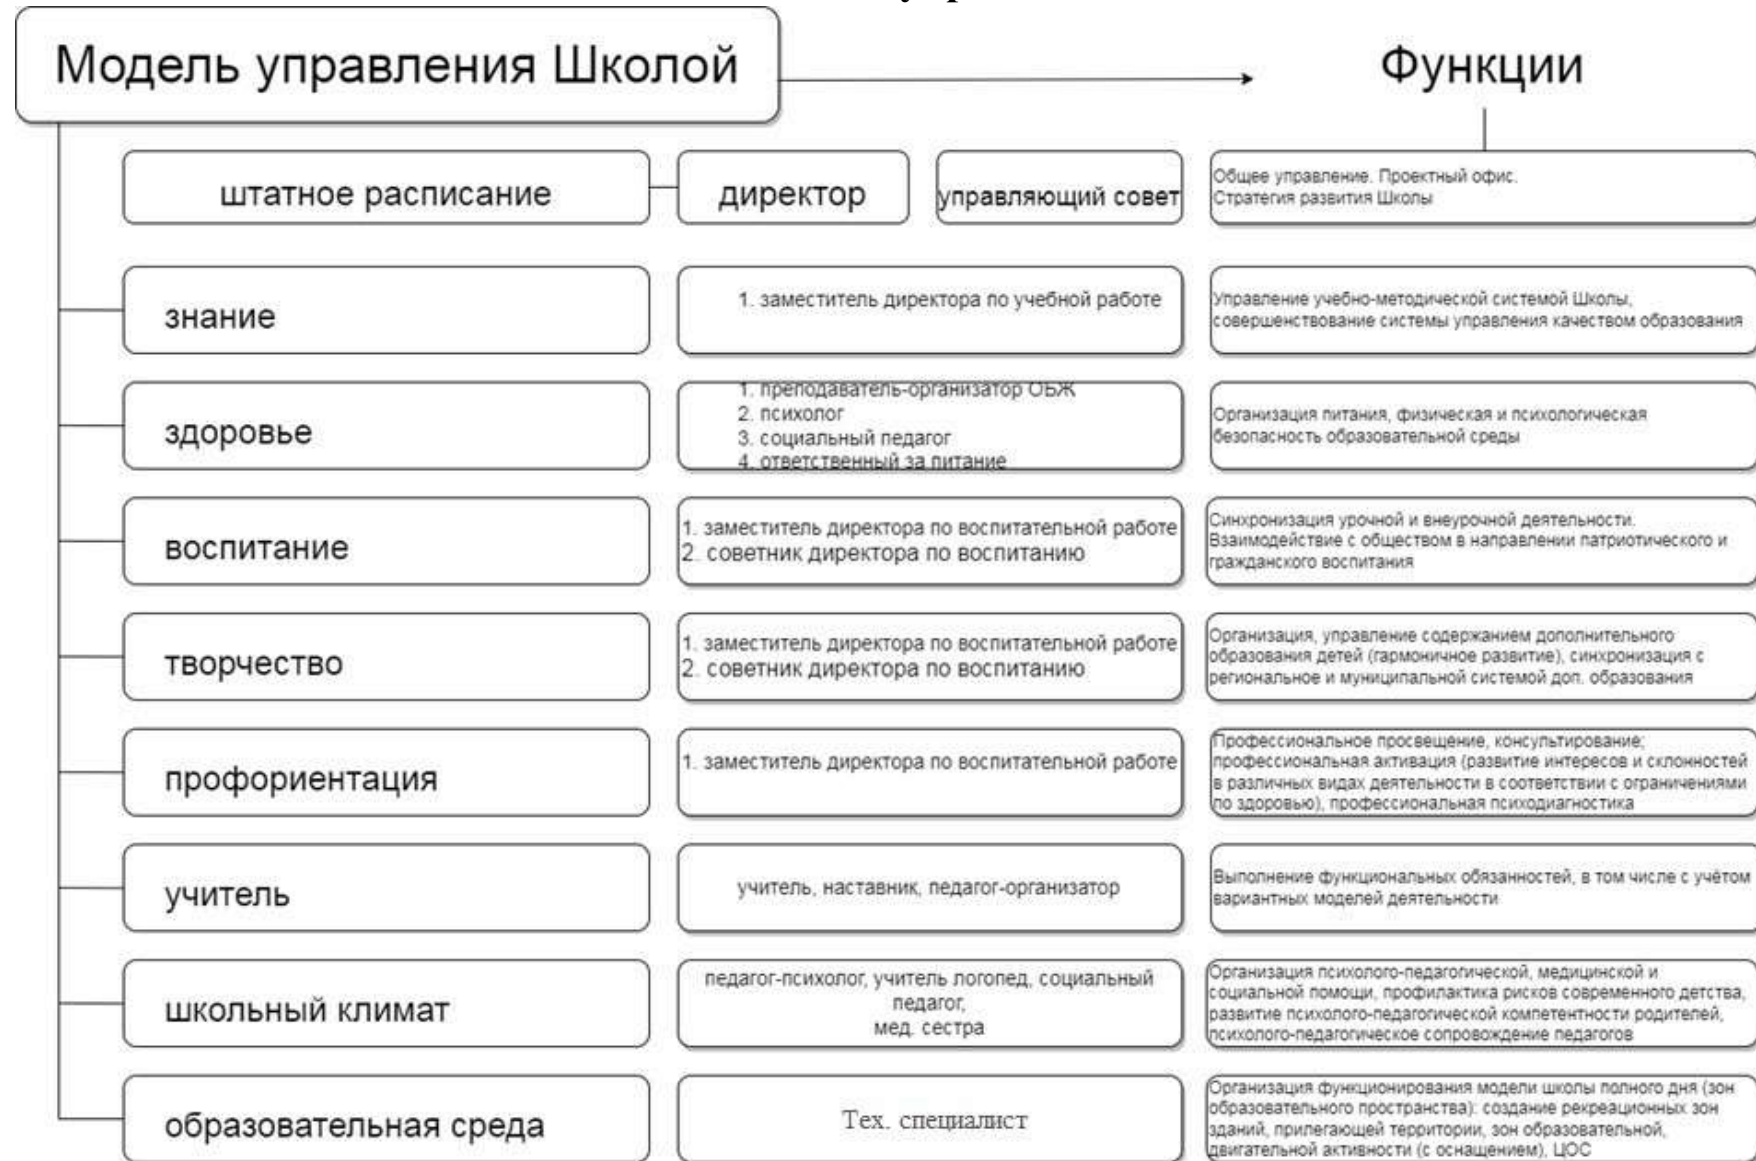 Модель управления Школой
Функции
штатное расписание
директор
управляющий совет
Общее управление. Проектный офис.
Стратегия развития Школы
знание
1. заместитель директора по учебной работе
Управление учебно-методической системой Школы,
совершенствование системы управления качеством образования
здоровье
1. преподаватель-организатор ОБЖ
2. психолог
3. социальный педагог
4. ответственный за питание
Организация питания, физическая и психологическая
безопасность образовательной среды
воспитание
1. заместитель директора по воспитательной работе
2. советник директора по воспитанию
Синхронизация урочной и внеурочной деятельности.
Взаимодействие с обществом в направлении патриотического и
гражданского воспитания
творчество
1. заместитель директора по воспитательной работе
2. советник директора по воспитанию
Организация, управление содержанием дополнительного
образования детей (гармоничное развитие), синхронизация с
региональное и муниципальной системой доп. образования
профориентация
1. заместитель директора по воспитательной работе
Профессиональное просвещение, консультирование;
профессиональная активация (развитие интересов и склонностей
в различных видах деятельности в соответствии с ограничениями
по здоровью), профессиональная психодиагностика
учитель
учитель, наставник, педагог-организатор
Выполнение функциональных обязанностей, в том числе с учётом
вариантных моделей деятельности
школьный климат
педагог-психолог, учитель логопед, социальный
педагог,
мед. сестра
Организация психолого-педагогической, медицинской и
социальной помощи, профилактика рисков современного детства,
развитие психолого-педагогической компетентности родителей,
психолого-педагогическое сопровождение педагогов
образовательная среда
Тех. специалист
Организация функционирования модели школы полного дня (зон
образовательного пространства): создание рекреационных зон
зданий, прилегающей территории, зон образовательной,
двигательной активности (с оснащением), ЦОС